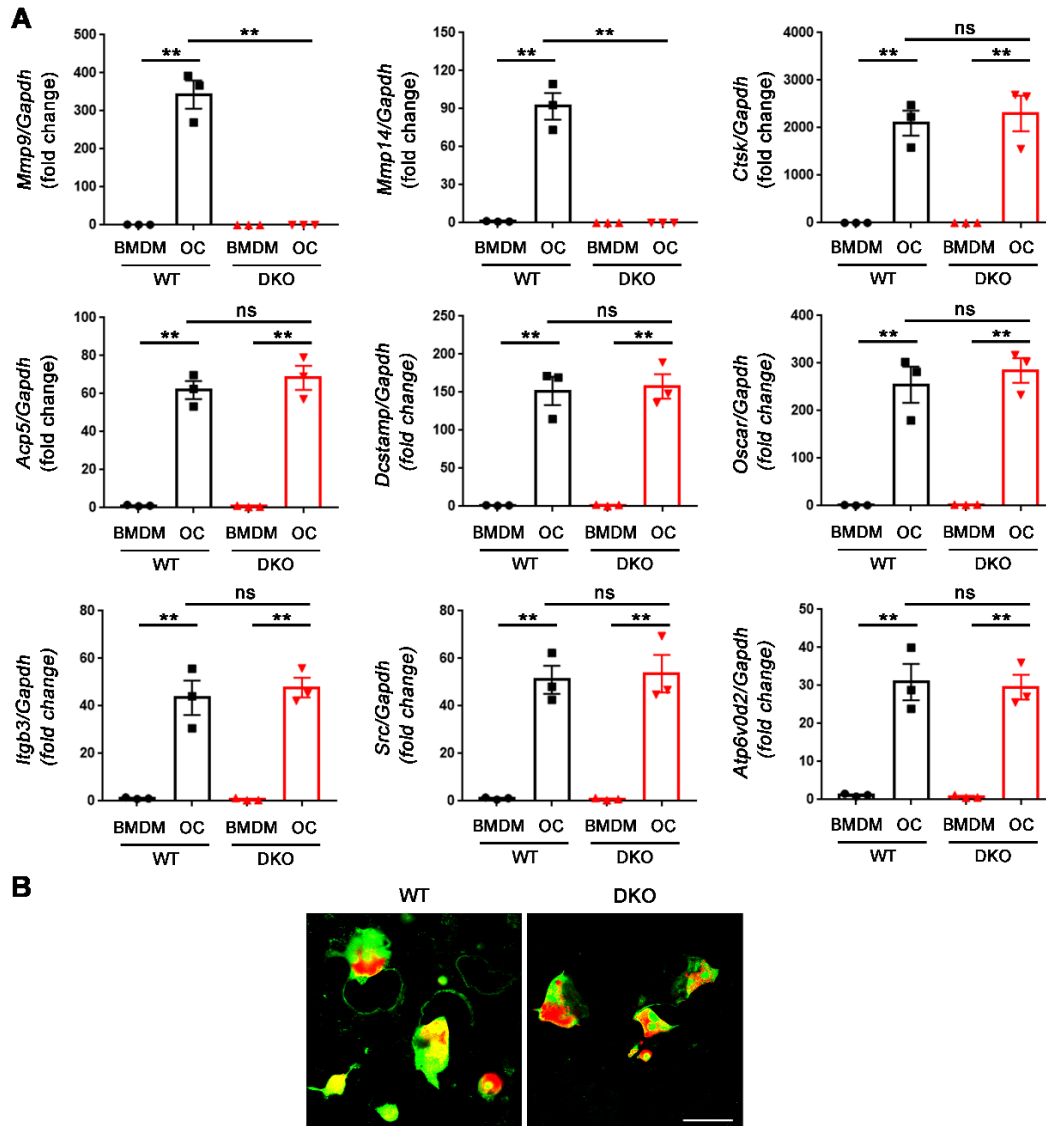 A
Mmp9/Gapdh
(fold change)
500
400
300
200
100
0
**
**
BMDM OC BMDM OC
WT DKO
Mmp14/Gapdh
(fold change)
150
120
90
60
30
0
**
**
BMDM OC BMDM OC
WT DKO
Ctsk/Gapdh
(fold change)
4000
3000
2000
1000
0
ns
** **
BMDM OC BMDM OC
WT DKO
Acp5/Gapdh
(fold change)
100
80
60
40
20
0
ns
** **
BMDM OC BMDM OC
WT DKO
Dcstamp/Gapdh
(fold change)
250
200
150
100
50
0
ns
** **
BMDM OC BMDM OC
WT DKO
Oscar/Gapdh
(fold change)
400
300
200
100
0
ns
** **
BMDM OC BMDM OC
WT DKO
Itgb3/Gapdh
(fold change)
80
60
40
20
0
ns
** **
BMDM OC BMDM OC
WT DKO
Src/Gapdh
(fold change)
80
60
40
20
0
ns
** **
BMDM OC BMDM OC
WT DKO
Atp6v0d2/Gapdh
(fold change)
50
40
30
20
10
0
ns
** **
BMDM OC BMDM OC
WT DKO
B
WT DKO